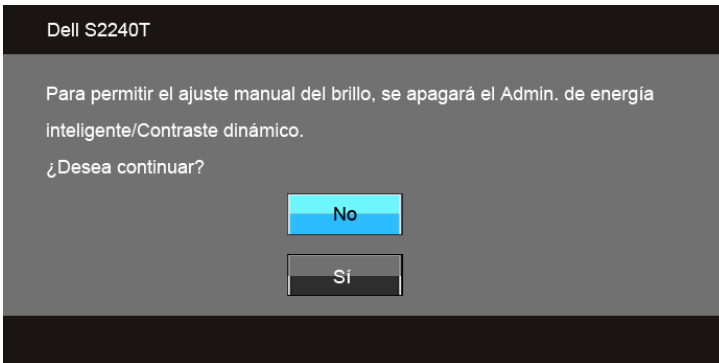 Dell S2240T
Para permitir el ajuste manual del brillo, se apagará el Admin. de energía
inteligente/Contraste dinámico.
¿Desea continuar?
No
Sí